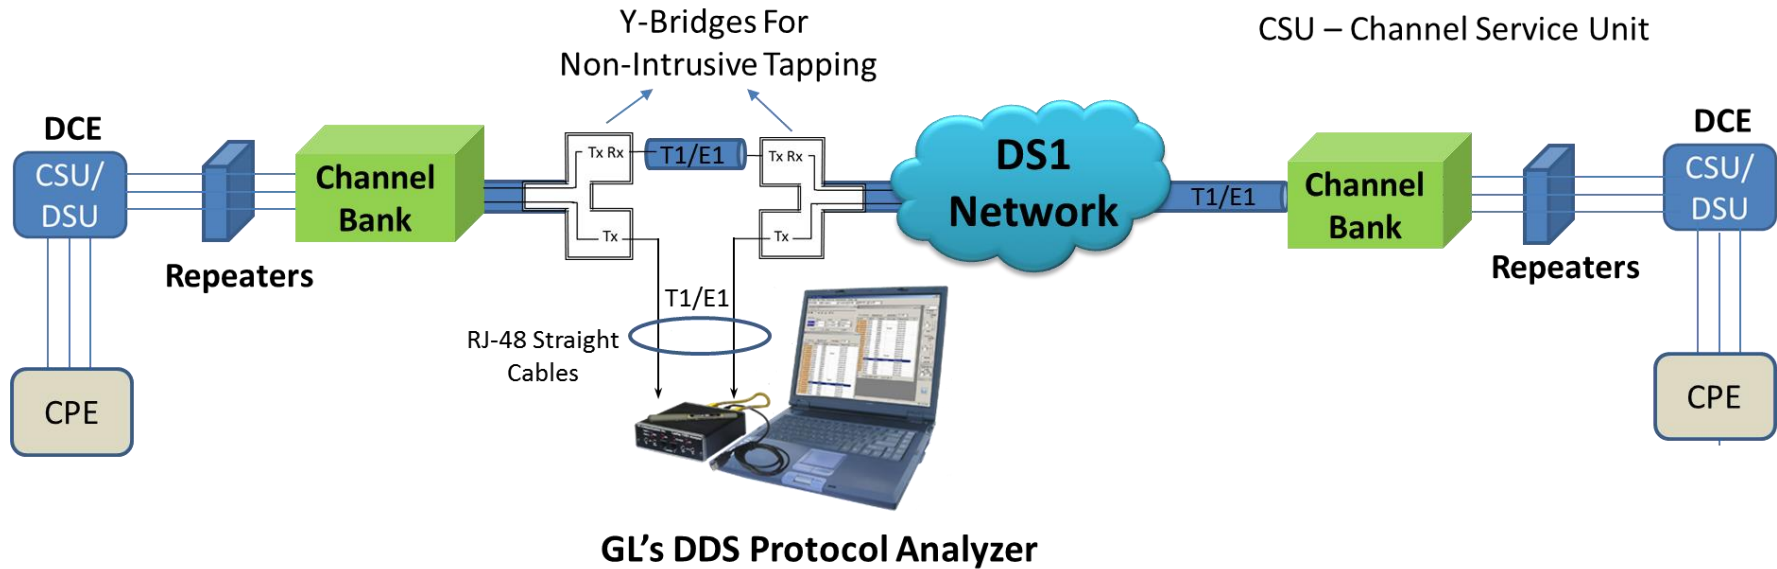 Y-Bridges For
Non-Intrusive Tapping
CSU – Channel Service Unit
DCE
CSU/
DSU
Repeaters
Channel
Bank
Tx Rx
Tx
T1/E1
Tx Rx
Tx
DS1
Network
T1/E1
Channel
Bank
Repeaters
DCE
CSU/
DSU
T1/E1
RJ-48 Straight
Cables
CPE
CPE
GL's DDS Protocol Analyzer